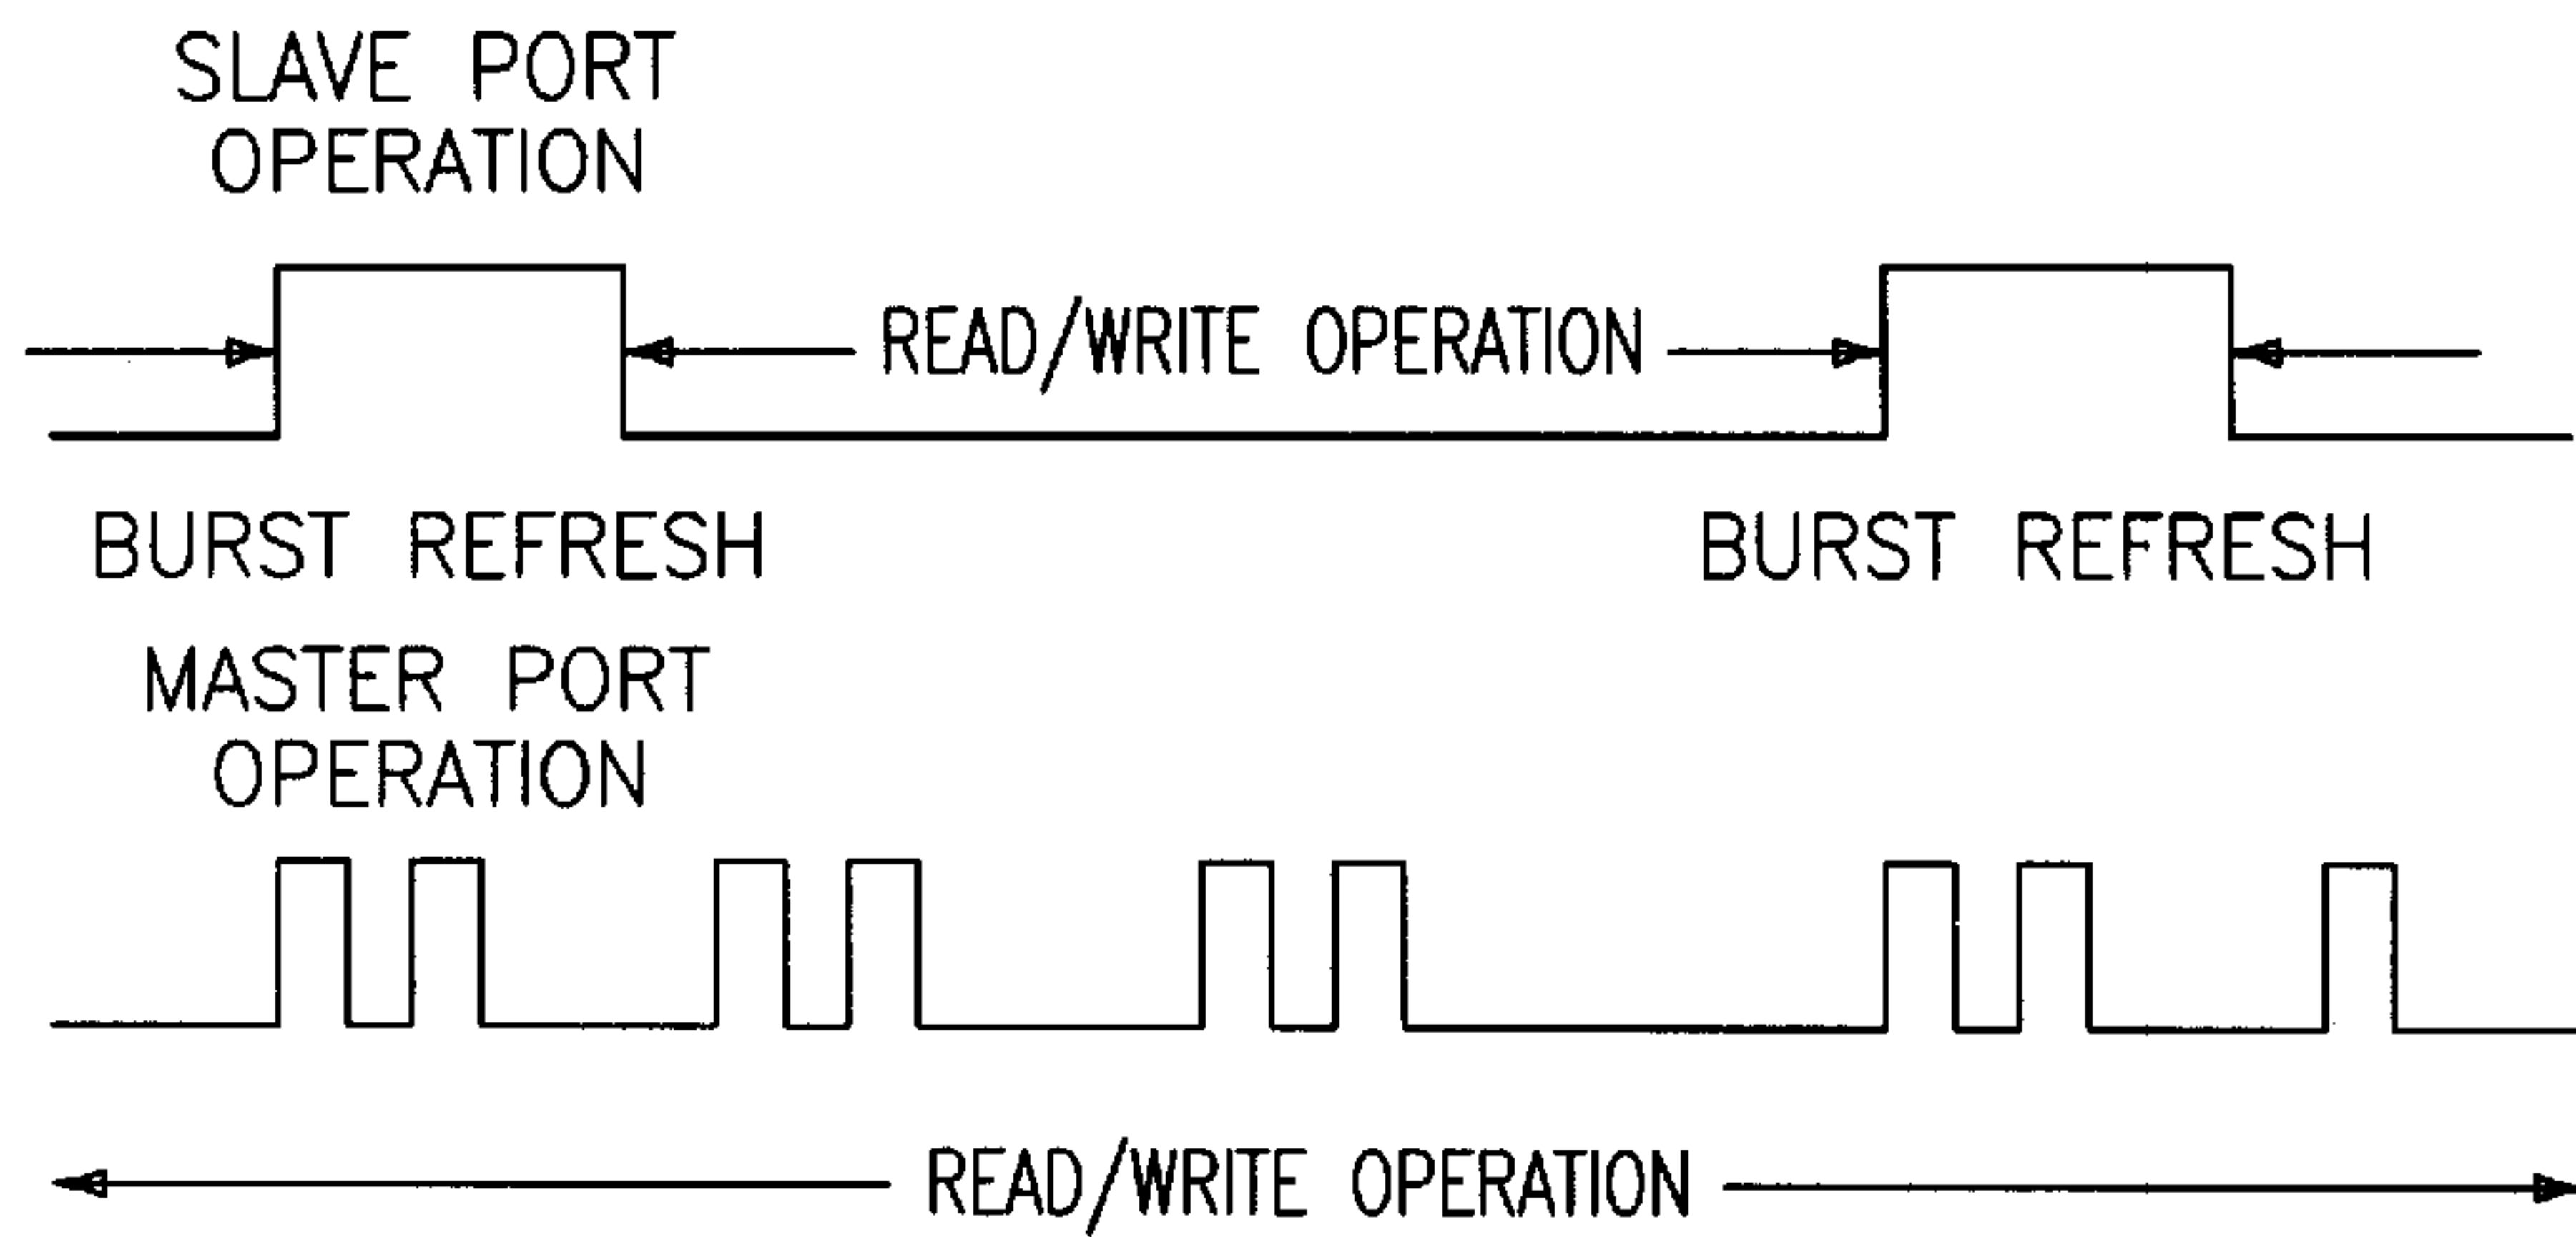 SLAVE PORT
OPERATION
READ/WRITE OPERATION
BURST REFRESH BURST REFRESH
MASTER PORT
OPERATION
READ/WRITE OPERATION